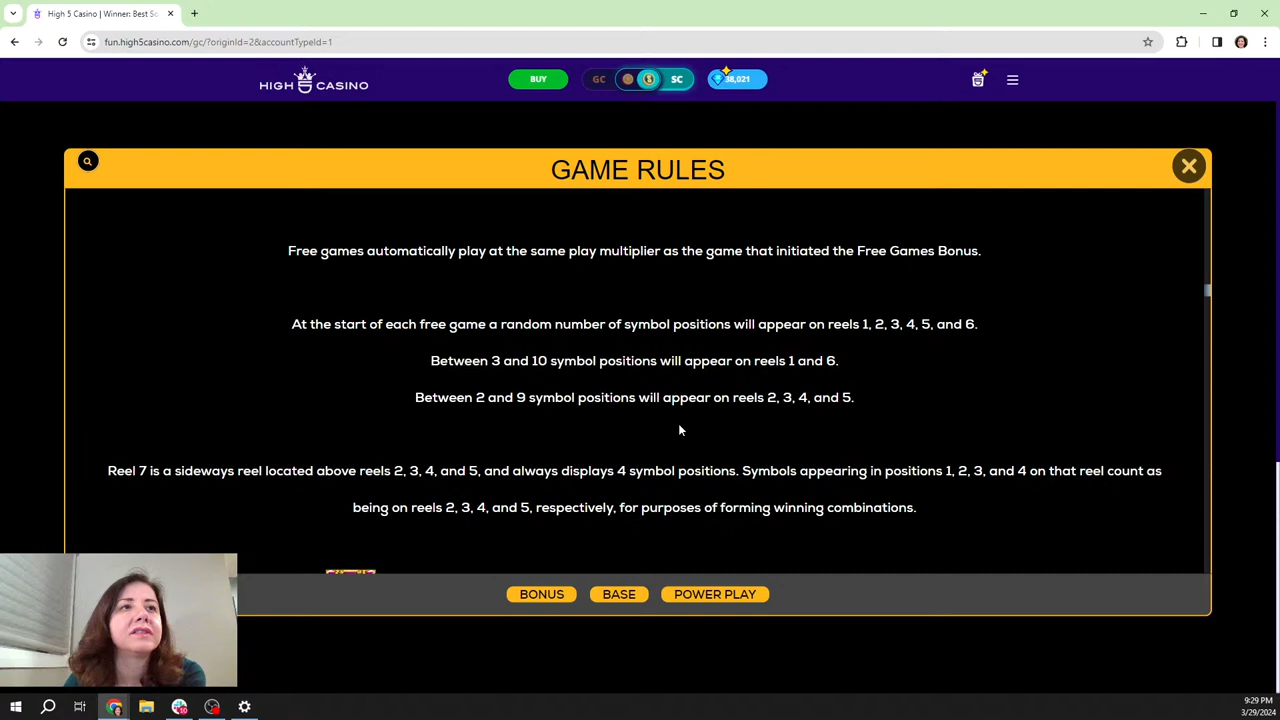 High 5 Casino | Winner: Best So
fun.high5casino.com/gc/?originId=2&accountTypeId=1
HIGH 5 CASINO
BUY
GC
SC
38,021
GAME RULES
Free games automatically play at the same play multiplier as the game that initiated the Free Games Bonus.
At the start of each free game a random number of symbol positions will appear on reels 1, 2, 3, 4, 5, and 6.
Between 3 and 10 symbol positions will appear on reels 1 and 6.
Between 2 and 9 symbol positions will appear on reels 2, 3, 4, and 5.
Reel 7 is a sideways reel located above reels 2, 3, 4, and 5, and always displays 4 symbol positions. Symbols appearing in positions 1, 2, 3, and 4 on that reel count as
being on reels 2, 3, 4, and 5, respectively, for purposes of forming winning combinations.
BONUS
BASE
POWER PLAY
10
9:29 PM
3/29/2024